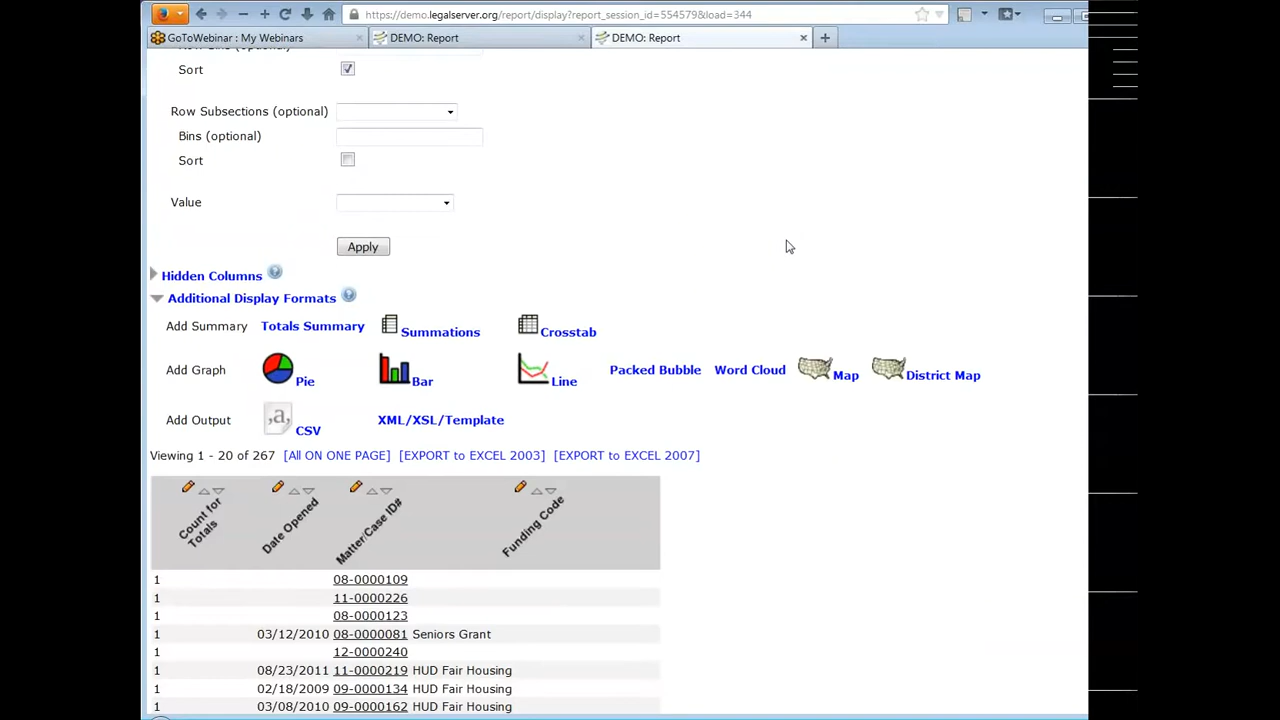 https://demo.legalserver.org/report/display?report_session_id=554579&load=344
GoToWebinar : My Webinars
DEMO: Report
DEMO: Report
Row Bins (optional)
Sort
Row Subsections (optional)
Bins (optional)
Sort
Value
Apply
Hidden Columns ?
Additional Display Formats ?
Add Summary Totals Summary Summations Crosstab
Add Graph Pie Bar Line Packed Bubble Word Cloud Map District Map
Add Output ,a, CSV XML/XSL/Template
Viewing 1 - 20 of 267 [All ON ONE PAGE] [EXPORT to EXCEL 2003] [EXPORT to EXCEL 2007]
Count for Totals Date Opened Matter/Case ID# Funding Code
1 08-0000109
1 11-0000226
1 08-0000123
1 03/12/2010 08-0000081 Seniors Grant
1 12-0000240
1 08/23/2011 11-0000219 HUD Fair Housing
1 02/18/2009 09-0000134 HUD Fair Housing
1 03/08/2010 09-0000162 HUD Fair Housing